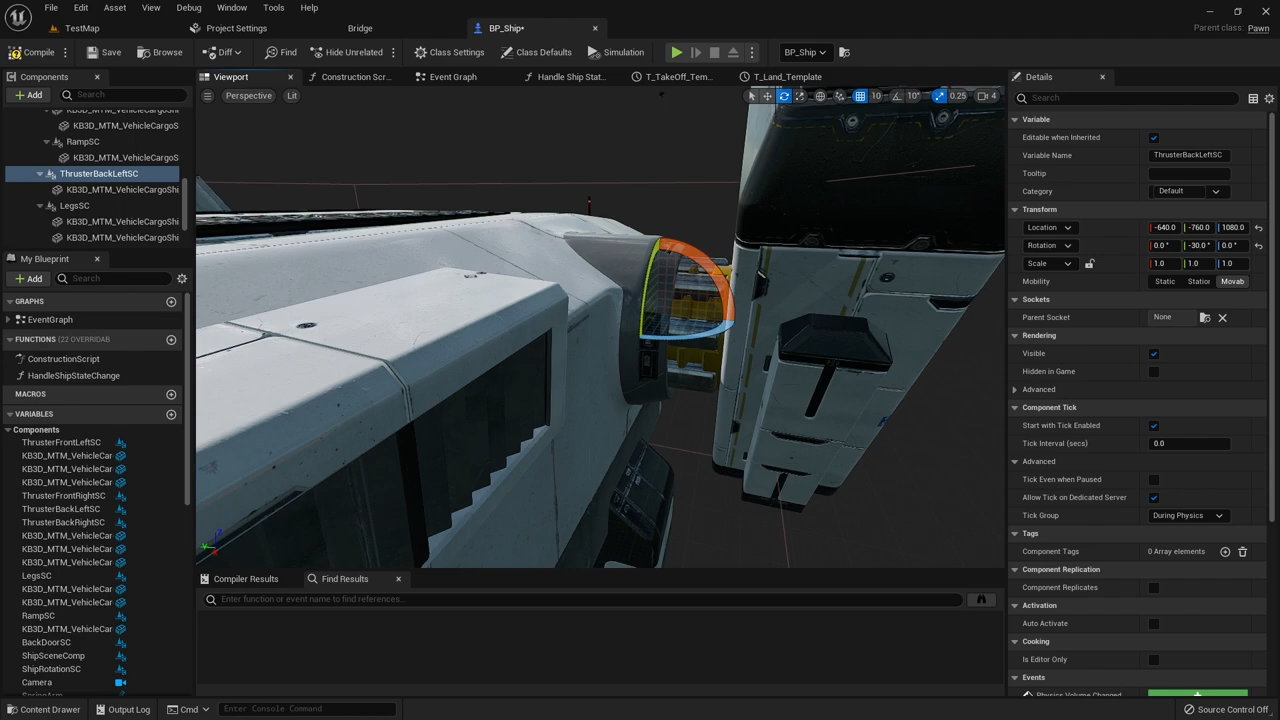 File Edit Asset View Debug Window Tools Help
TestMap Project Settings Bridge BP_Ship* Parent class: Pawn
Compile Save Browse Diff Find Hide Unrelated Class Settings Class Defaults Simulation BP_Ship
Components
Add Search
KB3D_MTM_VehicleCargoShi
KB3D_MTM_VehicleCargoS
RampSC
KB3D_MTM_VehicleCargoS
ThrusterBackLeftSC
KB3D_MTM_VehicleCargoShi
LegsSC
KB3D_MTM_VehicleCargoShi
KB3D_MTM_VehicleCargoShi
My Blueprint
Add Search
GRAPHS
EventGraph
FUNCTIONS (22 OVERRIDAB
ConstructionScript
HandleShipStateChange
MACROS
VARIABLES
Components
ThrusterFrontLeftSC
KB3D_MTM_VehicleCar
KB3D_MTM_VehicleCar
KB3D_MTM_VehicleCar
ThrusterFrontRightSC
ThrusterBackLeftSC
ThrusterBackRightSC
KB3D_MTM_VehicleCar
KB3D_MTM_VehicleCar
KB3D_MTM_VehicleCar
LegsSC
KB3D_MTM_VehicleCar
KB3D_MTM_VehicleCar
RampSC
KB3D_MTM_VehicleCar
BackDoorSC
ShipSceneComp
ShipRotationSC
Camera
SpringArm
Viewport Construction Scr... Event Graph Handle Ship Stat... T_TakeOff_Tem... T_Land_Template
Perspective Lit 10 10° 0.25 4
Compiler Results Find Results
Enter function or event name to find references...
Details
Search
Variable
Editable when Inherited
Variable Name ThrusterBackLeftSC
Tooltip
Category Default
Transform
Location -640.0 -760.0 1080.0
Rotation 0.0 ° -30.0 ° 0.0 °
Scale 1.0 1.0 1.0
Mobility Static Station Movab
Sockets
Parent Socket None
Rendering
Visible
Hidden in Game
Advanced
Component Tick
Start with Tick Enabled
Tick Interval (secs) 0.0
Advanced
Tick Even when Paused
Allow Tick on Dedicated Server
Tick Group During Physics
Tags
Component Tags 0 Array elements
Component Replication
Component Replicates
Activation
Auto Activate
Cooking
Is Editor Only
Events
Physics Volume Changed
Content Drawer Output Log Cmd Enter Console Command Source Control Off